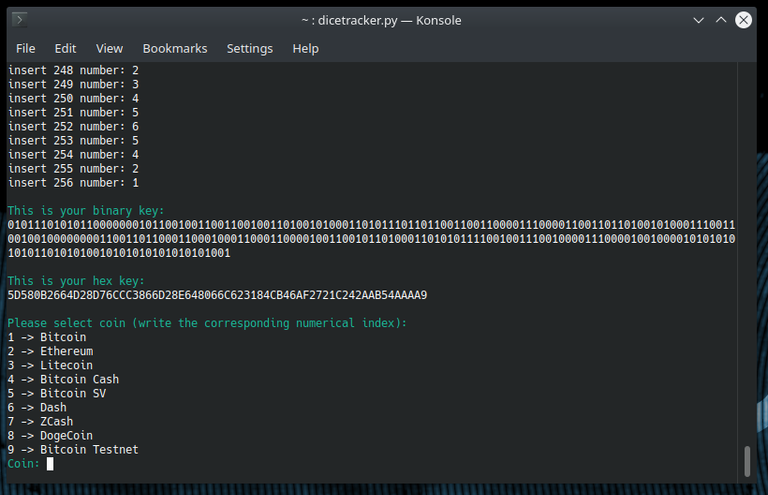 ~ : dicetracker.py — Konsole
File Edit View Bookmarks Settings Help
insert 248 number: 2
insert 249 number: 3
insert 250 number: 4
insert 251 number: 5
insert 252 number: 6
insert 253 number: 5
insert 254 number: 4
insert 255 number: 2
insert 256 number: 1
This is your binary key:
010111010101100000001011001001100110010011010010100011010111011011001100110000111000011001101101001010001110011
001001000000001100110110001100010001100011000010011001011010001101010111100100111001000011100001001000010101010
1010110101010010101010101010101001
This is your hex key:
5D580B2664D28D76CCC3866D28E648066C623184CB46AF2721C242AAB54AAAA9
Please select coin (write the corresponding numerical index):
1 -> Bitcoin
2 -> Ethereum
3 -> Litecoin
4 -> Bitcoin Cash
5 -> Bitcoin SV
6 -> Dash
7 -> ZCash
8 -> DogeCoin
9 -> Bitcoin Testnet
Coin: